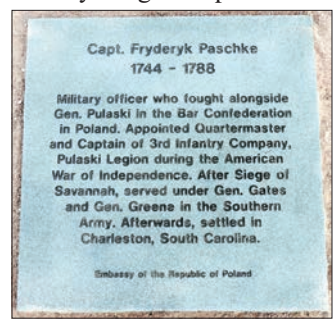 Capt. Fryderyk Paschke
1744 - 1788
Military officer who fought alongside
Gen. Pulaski in the Bar Confederation
in Poland. Appointed Quartermaster
and Captain of 3rd Infantry Company,
Pulaski Legion during the American
War of Independence. After Siege of
Savannah, served under Gen. Gates
and Gen. Greene in the Southern
Army. Afterwards, settled in
Charleston, South Carolina.
Embassy of the Republic of Poland